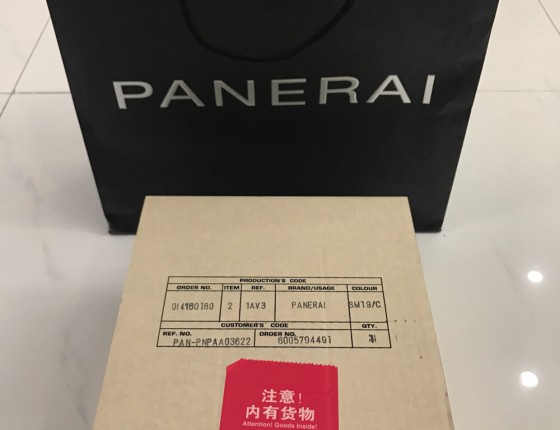 PANERAI
PRODUCTION'S CODE
ORDER NO. ITEM REF. BRAND/USAGE COLOUR
2 1AV3 PANERAI SM19/C
CUSTOMER'S CODE QTY.
REF. NO. ORDER NO.
PAN-PNPAA03622 6005704491
注意!
内有货物
Attention! Goods Inside!